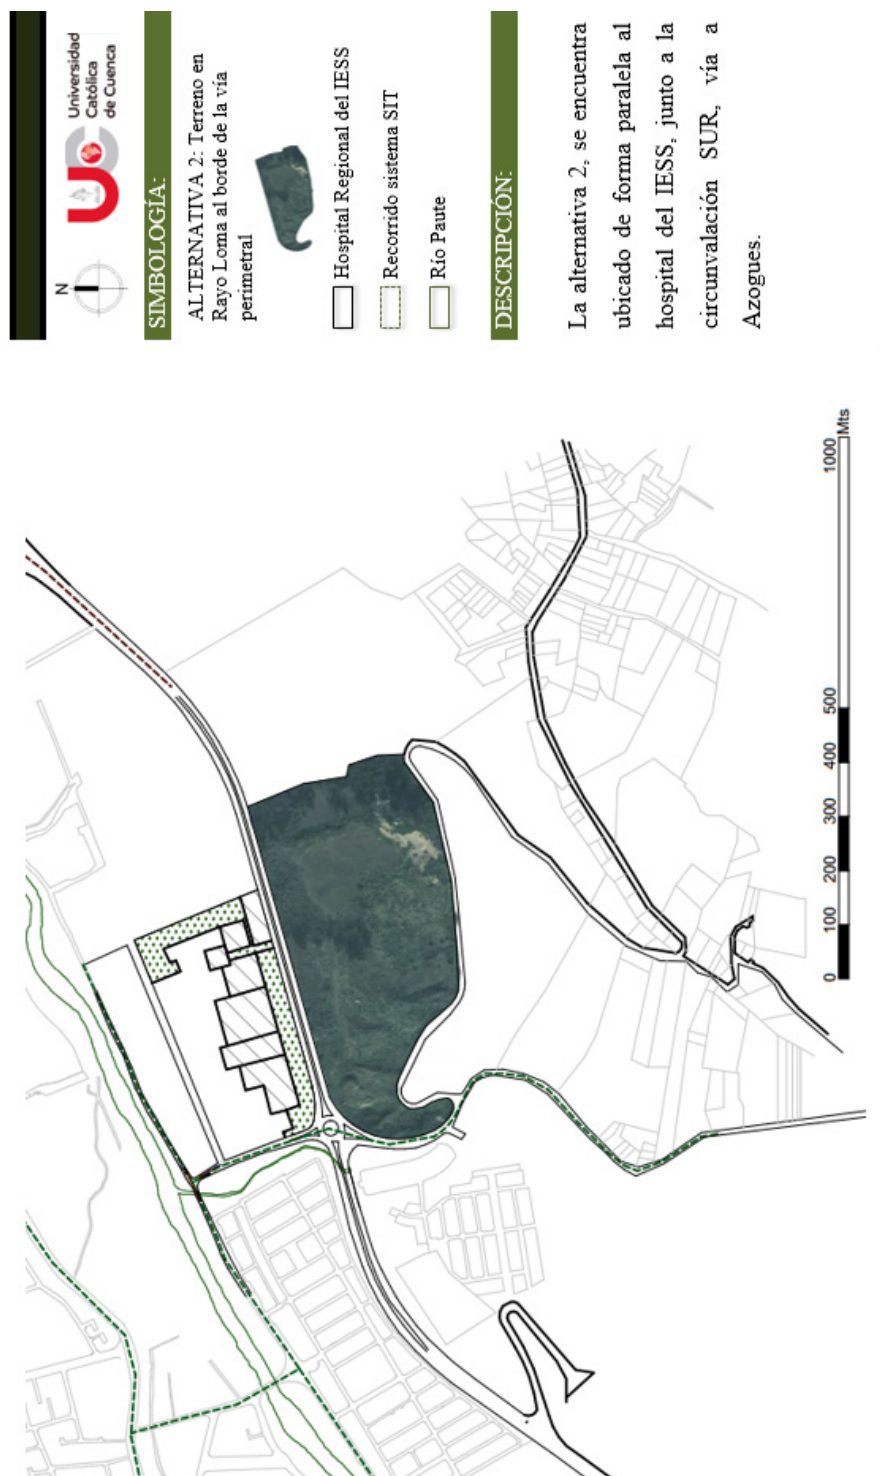 Universidad
Católica
de Cuenca
N
SIMBOLOGÍA:
ALTERNATIVA 2: Terreno en
Rayo Loma al borde de la vía
perimetral
Hospital Regional del IESS
Recorrido sistema SIT
Río Paute
DESCRIPCIÓN:
La alternativa 2, se encuentra
ubicado de forma paralela al
hospital del IESS, junto a la
circunvalación SUR, vía a
Azogues.
0 100 200 300 400 500 1000
Mts